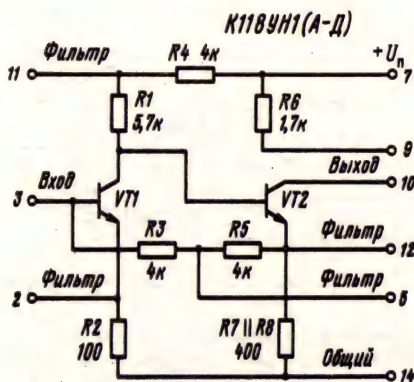 К118УН1(А-Д)
Фильтр
R4 4к
+Uп
11
7
R1
5,7к
R6
1,7к
9
Выход
10
Вход
3
VT1
VT2
R3
4к
R5
4к
Фильтр
12
Фильтр
2
Фильтр
5
R2
100
R7 || R8
400
Общий
14